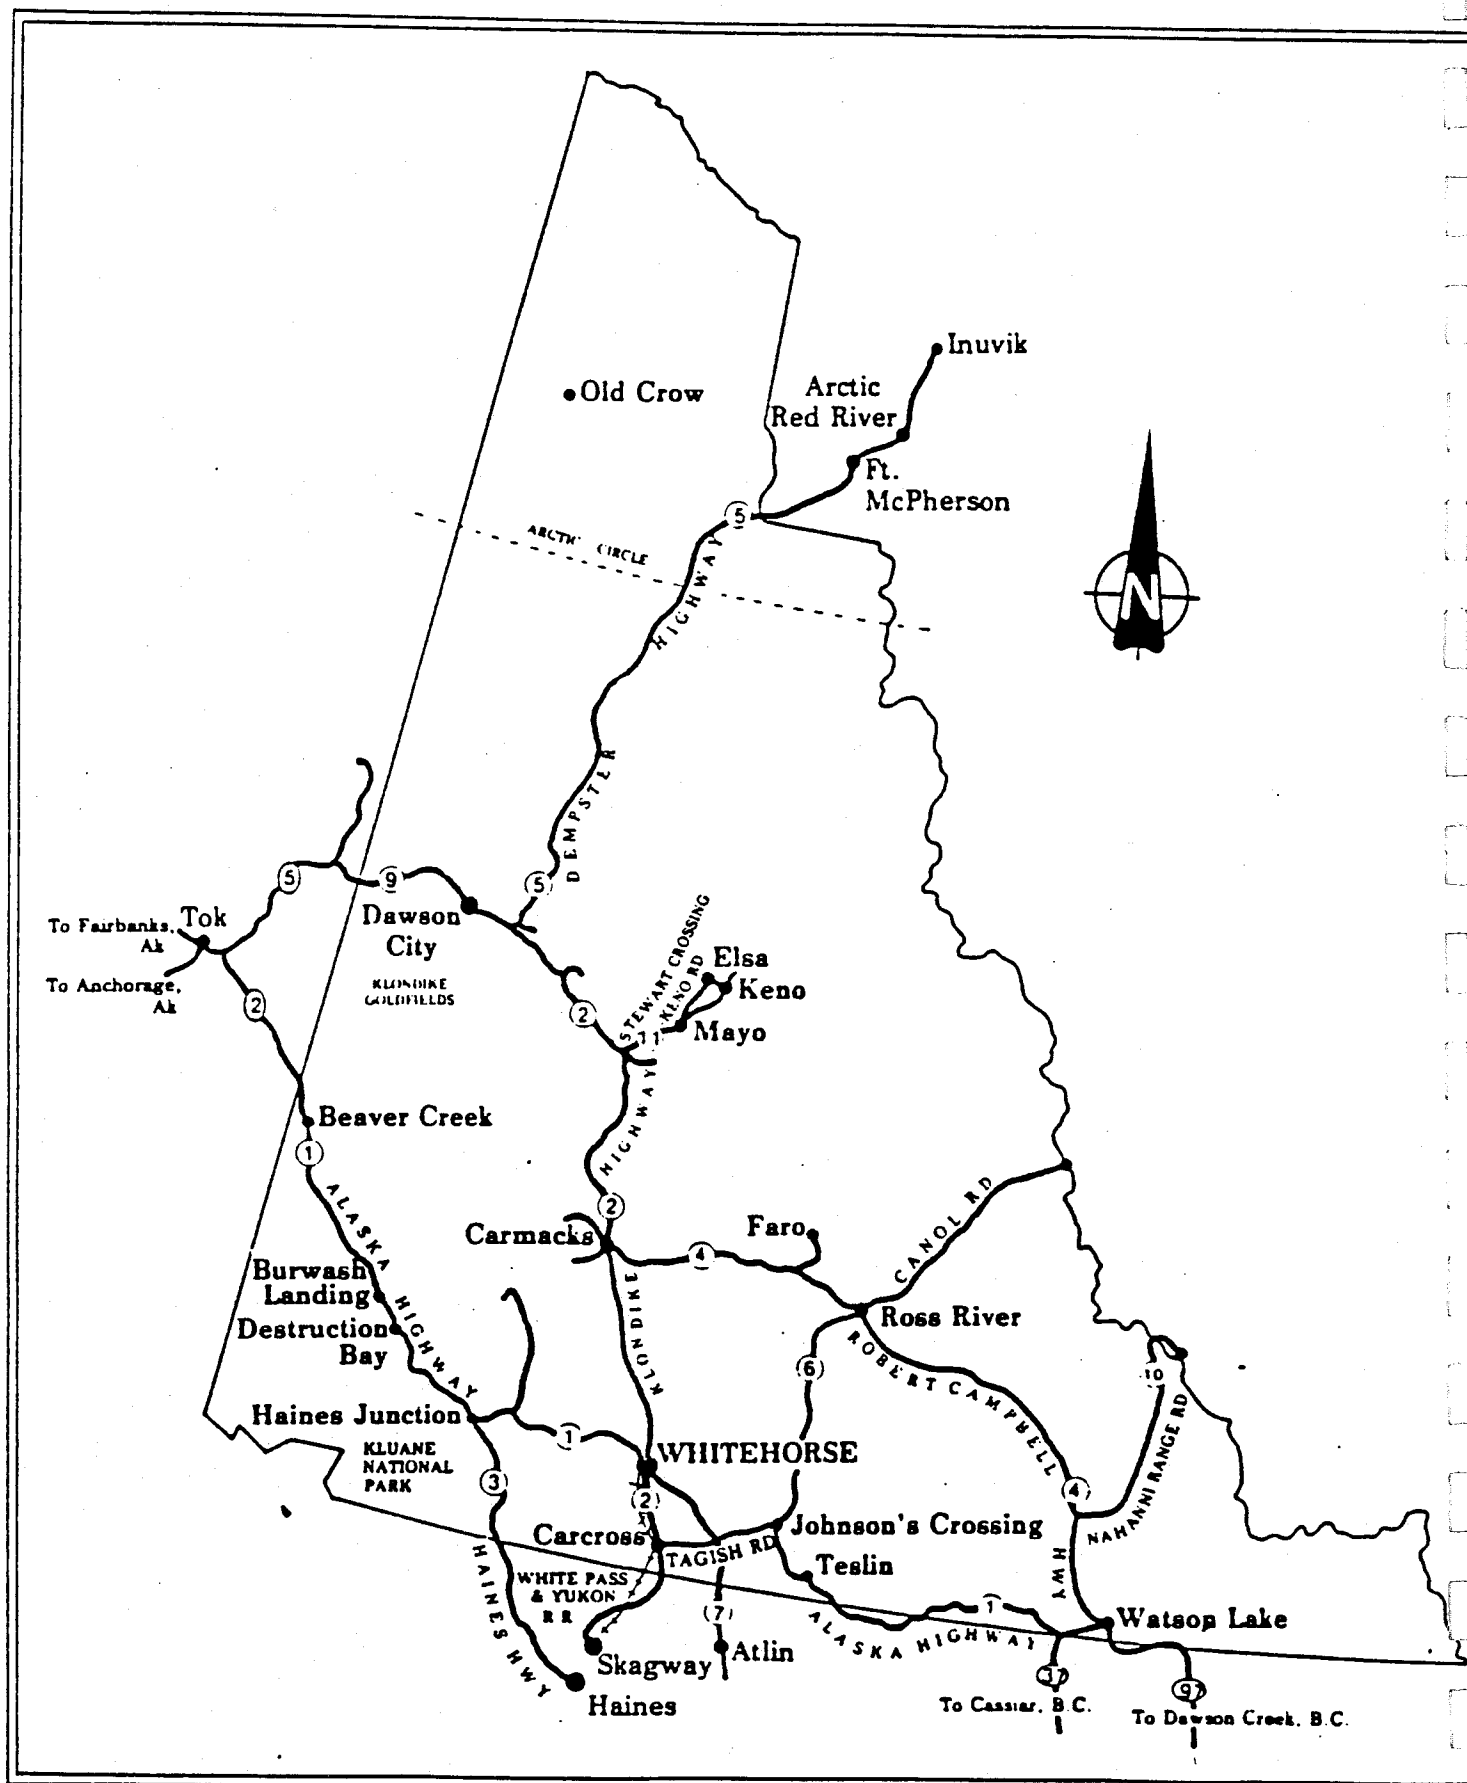 Inuvik
Arctic
Red River
Old Crow
Ft.
McPherson
5
ARCTIC CIRCLE
N
HIGHWAY
DEMPSTER
5
9
5
To Fairbanks,
Ak
Tok
Dawson
City
To Anchorage,
Ak
2
KLONDIKE
GOLDFIELDS
STEWART CROSSING
KENO RD
Elsa
Keno
2
11
Mayo
HIGHWAY
Beaver Creek
1
ALASKA
HIGHWAY
2
Carmacks
4
Faro
CANOL RD
Burwash
Landing
Destruction
Bay
KLONDIKE
Ross River
6
ROBERT CAMPBELL
HWY
10
NAHANNI RANGE RD
Haines Junction
1
KLUANE
NATIONAL
PARK
3
WHITEHORSE
2
4
Carcross
TAGISH RD
Johnson's Crossing
Teslin
WHITE PASS
& YUKON
R R
HAINES HWY
7
1
ALASKA HIGHWAY
Watson Lake
Skagway
Atlin
Haines
37
97
To Cassiar, B.C.
To Dawson Creek, B.C.